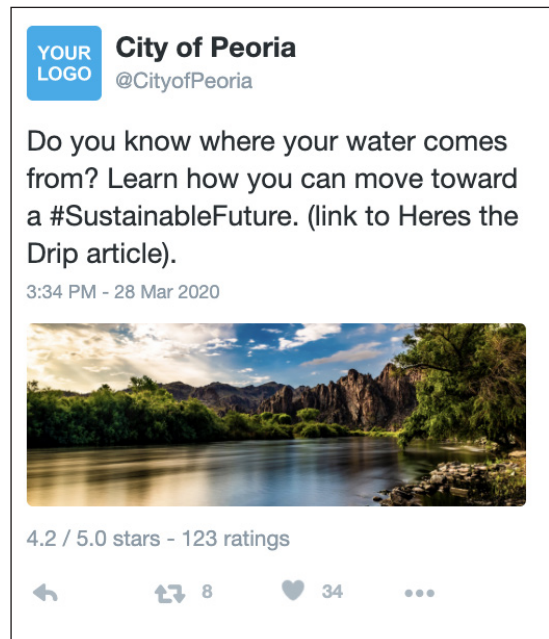 YOUR
LOGO
City of Peoria
@CityofPeoria
Do you know where your water comes
from? Learn how you can move toward
a #SustainableFuture. (link to Heres the
Drip article).
3:34 PM - 28 Mar 2020
4.2 / 5.0 stars - 123 ratings
8
34